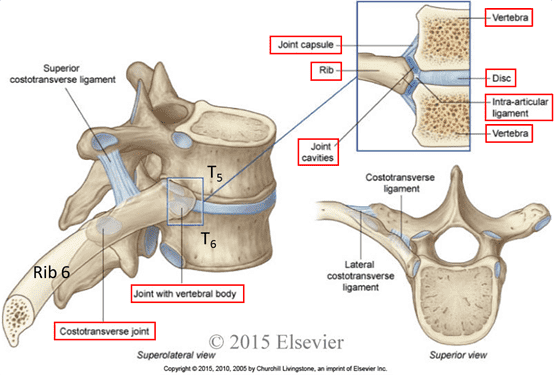 Superior
costotransverse ligament
T5
T6
Rib 6
Joint with vertebral body
Costotransverse joint
Superolateral view
Joint capsule
Rib
Joint
cavities
Vertebra
Disc
Intra-articular
ligament
Vertebra
Costotransverse
ligament
Lateral
costotransverse
ligament
Superior view
© 2015 Elsevier
Copyright © 2015, 2010, 2005 by Churchill Livingstone, an imprint of Elsevier Inc.